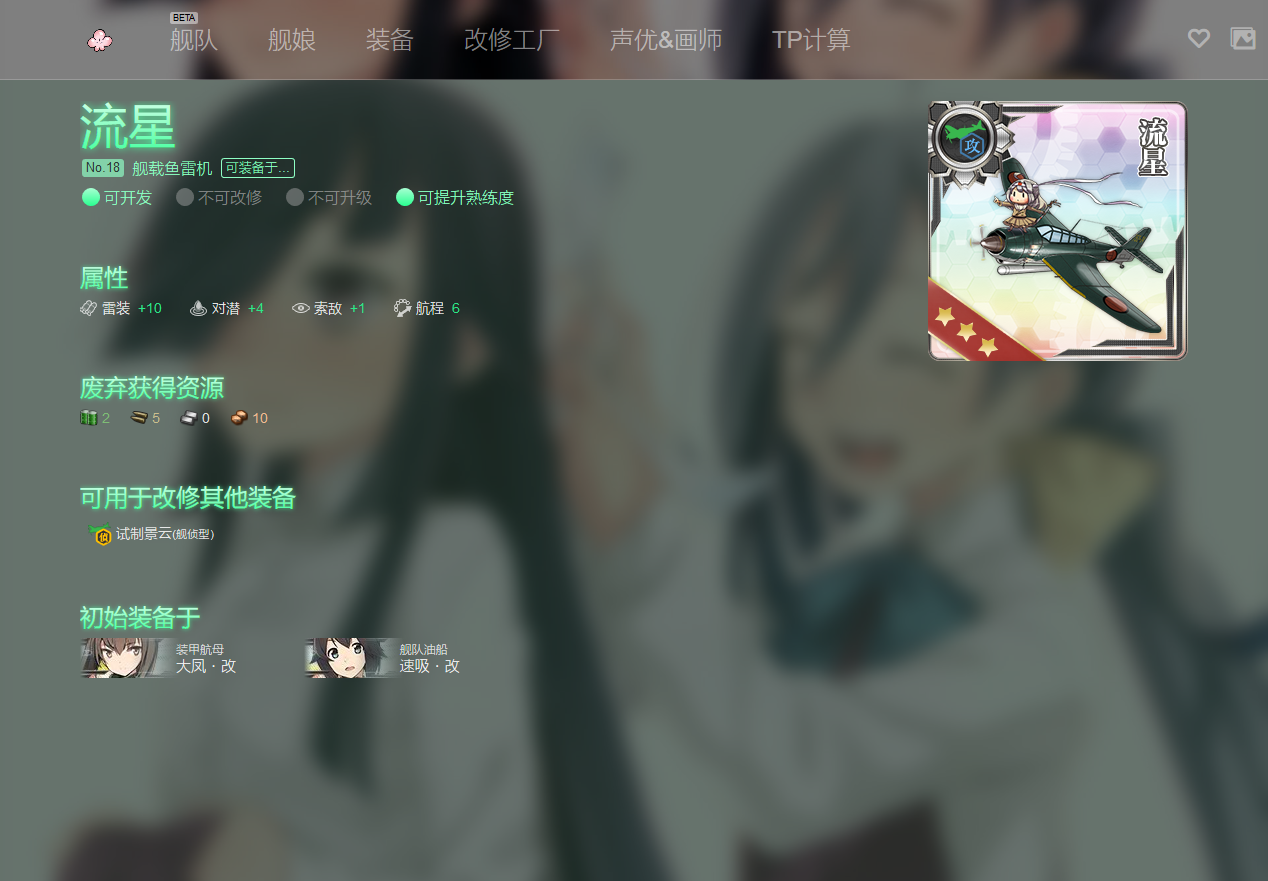 BETA
舰队 舰娘 装备 改修工厂 声优&画师 TP计算
流星
No.18 舰载鱼雷机 可装备于...
可开发 不可改修 不可升级 可提升熟练度
攻
流星
属性
雷装 +10 对潜 +4 索敌 +1 航程 6
废弃获得资源
2 5 0 10
可用于改修其他装备
侦 试制景云(舰侦型)
初始装备于
装甲航母
大凤 · 改
舰队油船
速吸 · 改